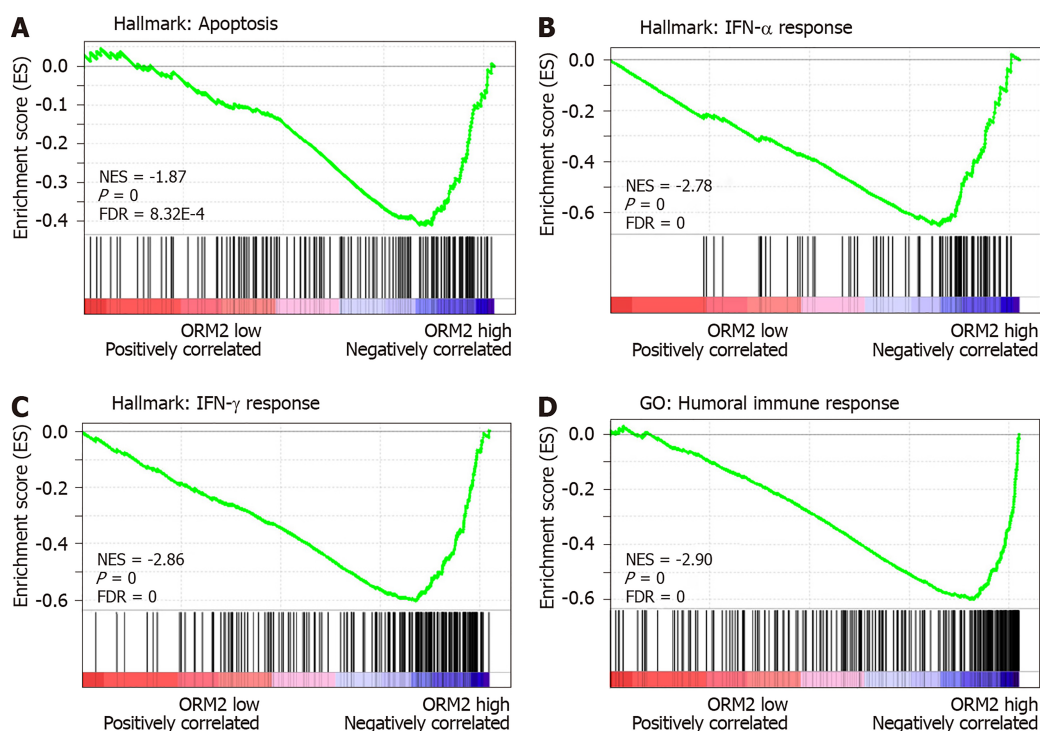 A
Hallmark: Apoptosis
Enrichment score (ES)
0.0
-0.1
-0.2
-0.3
-0.4
NES = -1.87
P = 0
FDR = 8.32E-4
ORM2 low
Positively correlated
ORM2 high
Negatively correlated
B
Hallmark: IFN-α response
Enrichment score (ES)
0.0
-0.2
-0.4
-0.6
NES = -2.78
P = 0
FDR = 0
ORM2 low
Positively correlated
ORM2 high
Negatively correlated
C
Hallmark: IFN-γ response
Enrichment score (ES)
0.0
-0.2
-0.4
-0.6
NES = -2.86
P = 0
FDR = 0
ORM2 low
Positively correlated
ORM2 high
Negatively correlated
D
GO: Humoral immune response
Enrichment score (ES)
0.0
-0.2
-0.4
-0.6
NES = -2.90
P = 0
FDR = 0
ORM2 low
Positively correlated
ORM2 high
Negatively correlated